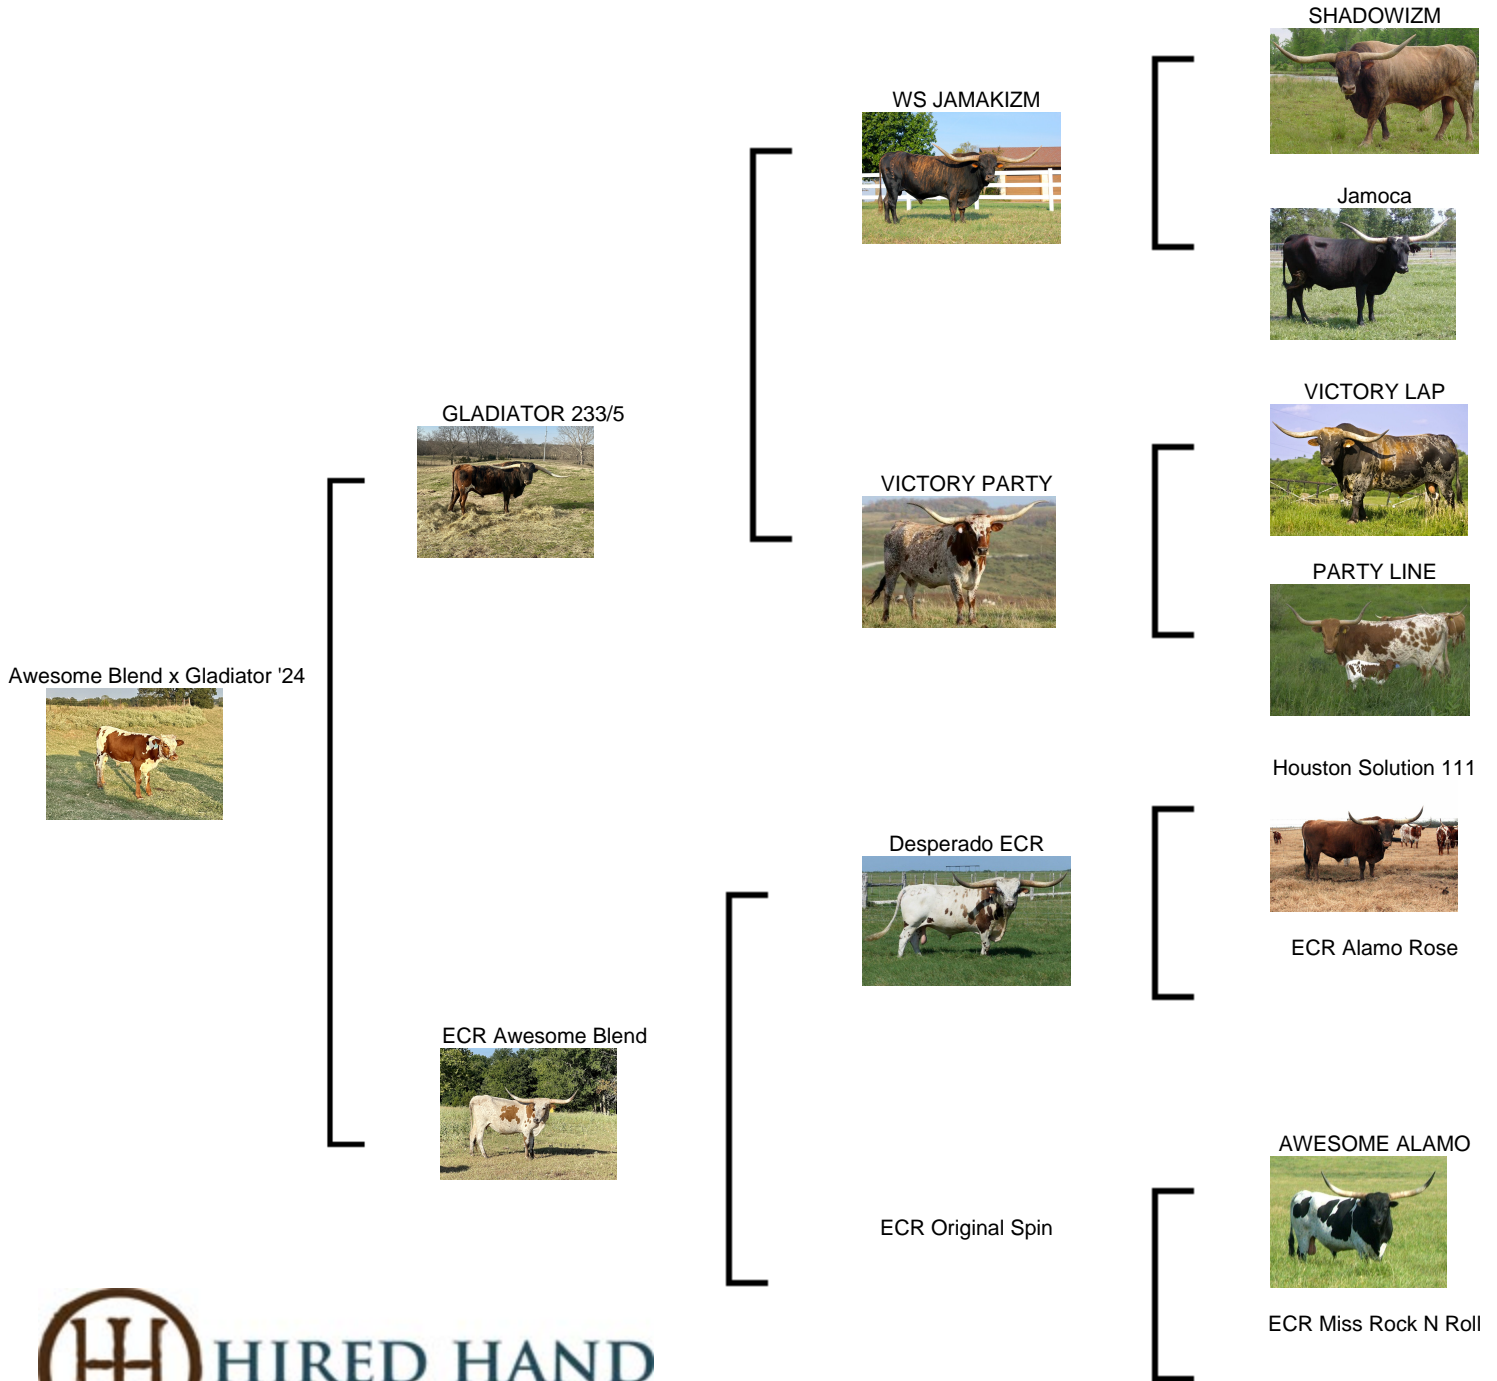 SHADOWIZM
WS JAMAKIZM
Jamoca
VICTORY LAP
GLADIATOR 233/5
VICTORY PARTY
PARTY LINE
Awesome Blend x Gladiator '24
Houston Solution 111
Desperado ECR
ECR Alamo Rose
ECR Awesome Blend
AWESOME ALAMO
ECR Original Spin
ECR Miss Rock N Roll
HIRED HAND